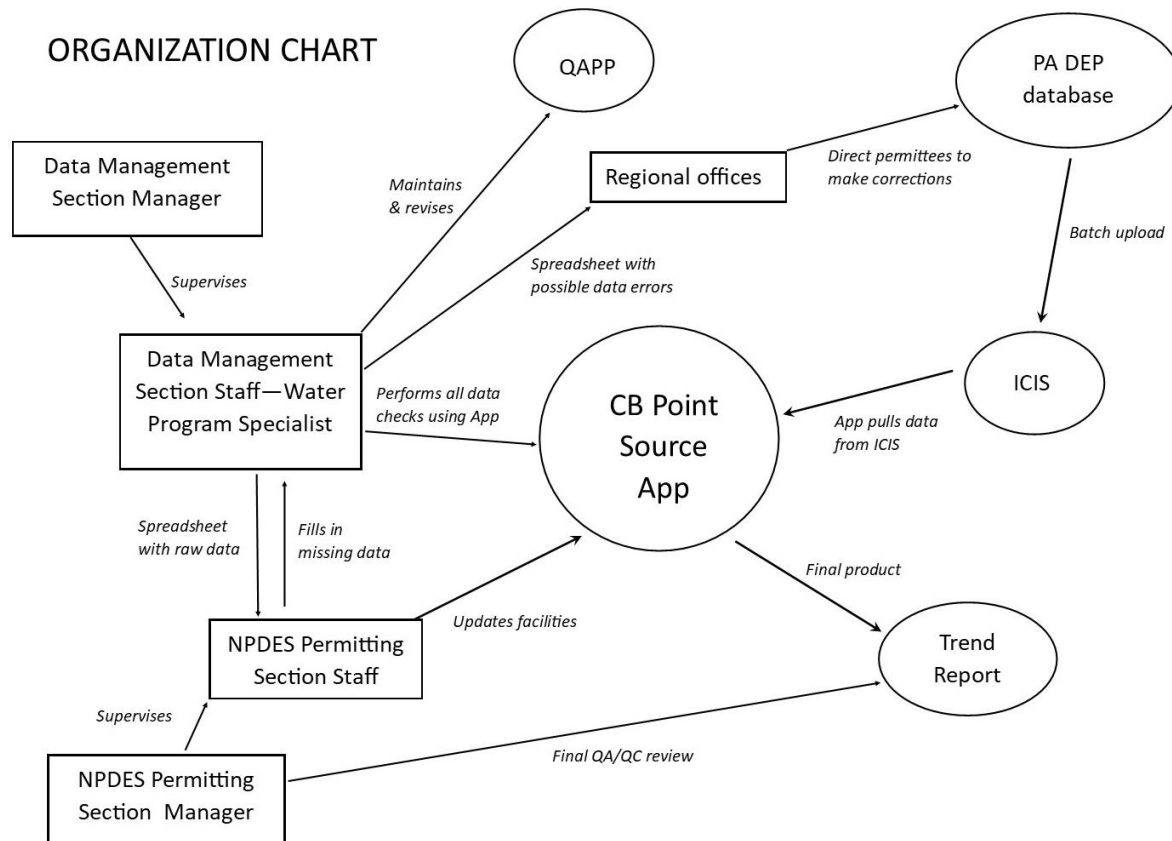 ORGANIZATION CHART
QAPP
PA DEP
database
Data Management
Section Manager
Regional offices
Direct permittees to
make corrections
Maintains
& revises
Batch upload
Supervises
Spreadsheet with
possible data errors
Data Management
Section Staff—Water
Program Specialist
Performs all data
checks using App
CB Point
Source
App
ICIS
App pulls data
from ICIS
Spreadsheet
with raw data
Fills in
missing data
Final product
Updates facilities
NPDES Permitting
Section Staff
Trend
Report
Supervises
Final QA/QC review
NPDES Permitting
Section Manager